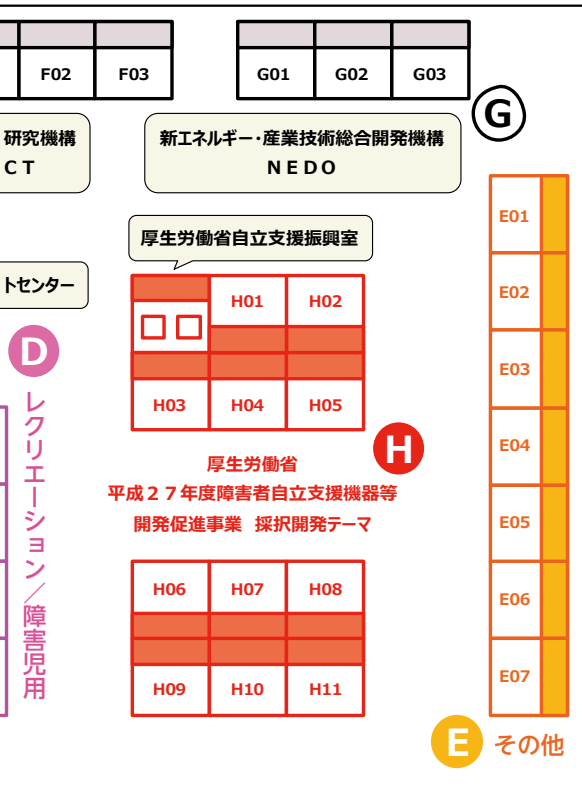 F02
F03
G01
G02
G03
G
研究機構
CT
新エネルギー・産業技術総合開発機構
NEDO
E01
厚生労働省自立支援振興室
トセンター
H01
H02
E02
D
レクリエーション／障害児用
E03
H03
H04
H05
H
E04
厚生労働省
平成27年度障害者自立支援機器等
開発促進事業 採択開発テーマ
E05
H06
H07
H08
E06
H09
H10
H11
E07
E
その他